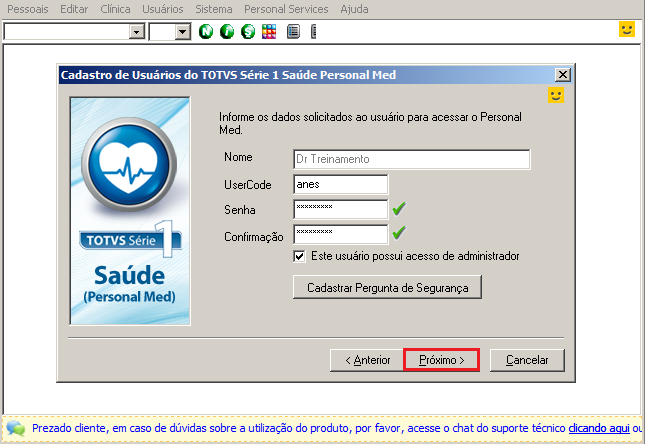 Pessoais Editar Clínica Usuários Sistema Personal Services Ajuda
Cadastro de Usuários do TOTVS Série 1 Saúde Personal Med
Informe os dados solicitados ao usuário para acessar o Personal
Med.
Nome Dr Treinamento
UserCode anes
Senha *********
Confirmação *********
Este usuário possui acesso de administrador
Cadastrar Pergunta de Segurança
TOTVS Série 1
Saúde
(Personal Med)
< Anterior Próximo > Cancelar
Prezado cliente, em caso de dúvidas sobre a utilização do produto, por favor, acesse o chat do suporte técnico clicando aqui ou